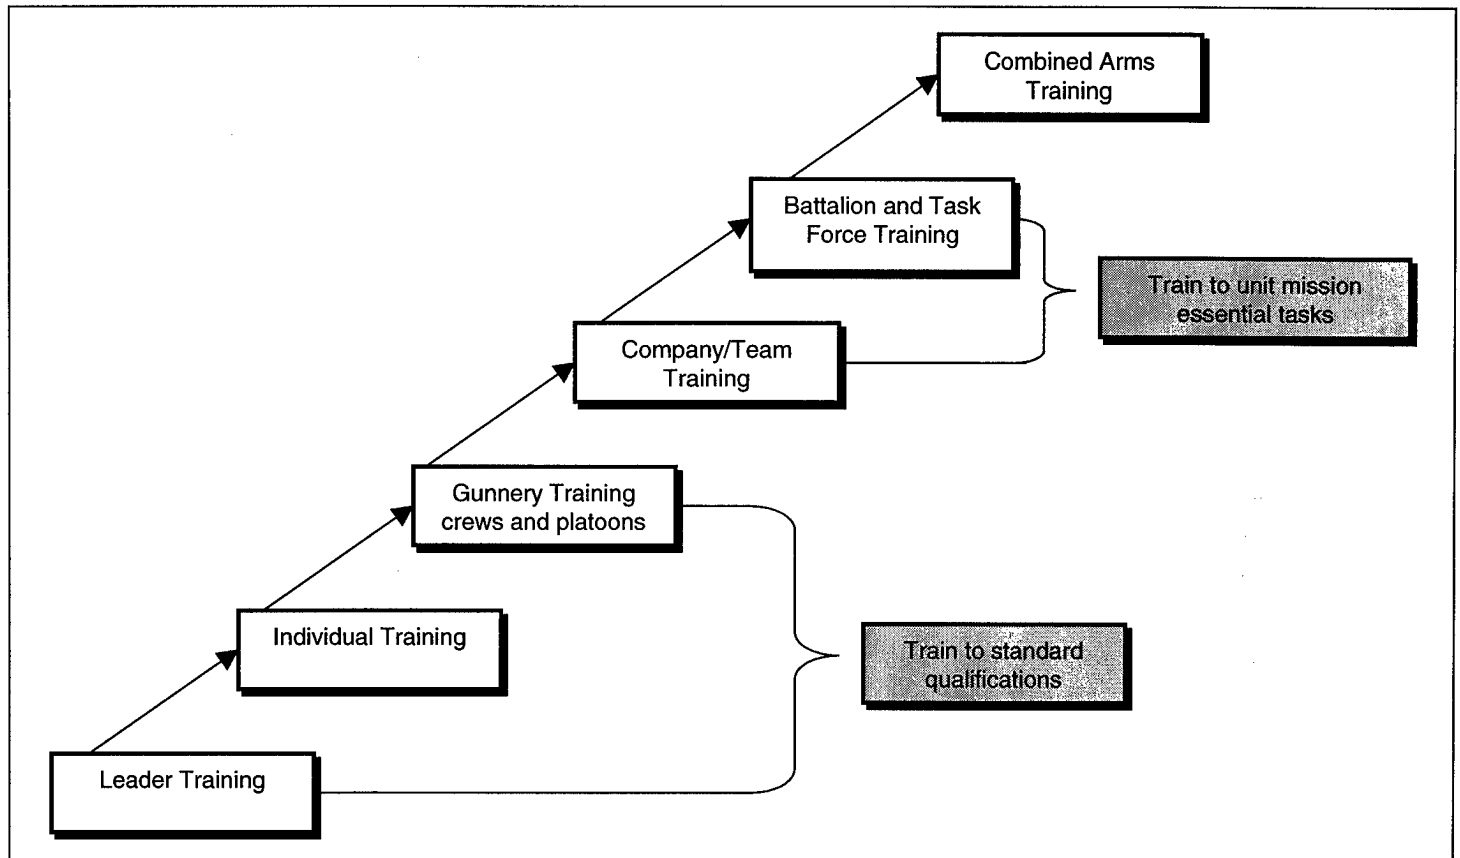 Combined Arms
Training
Battalion and Task
Force Training
Train to unit mission
essential tasks
Company/Team
Training
Gunnery Training
crews and platoons
Individual Training
Train to standard
qualifications
Leader Training